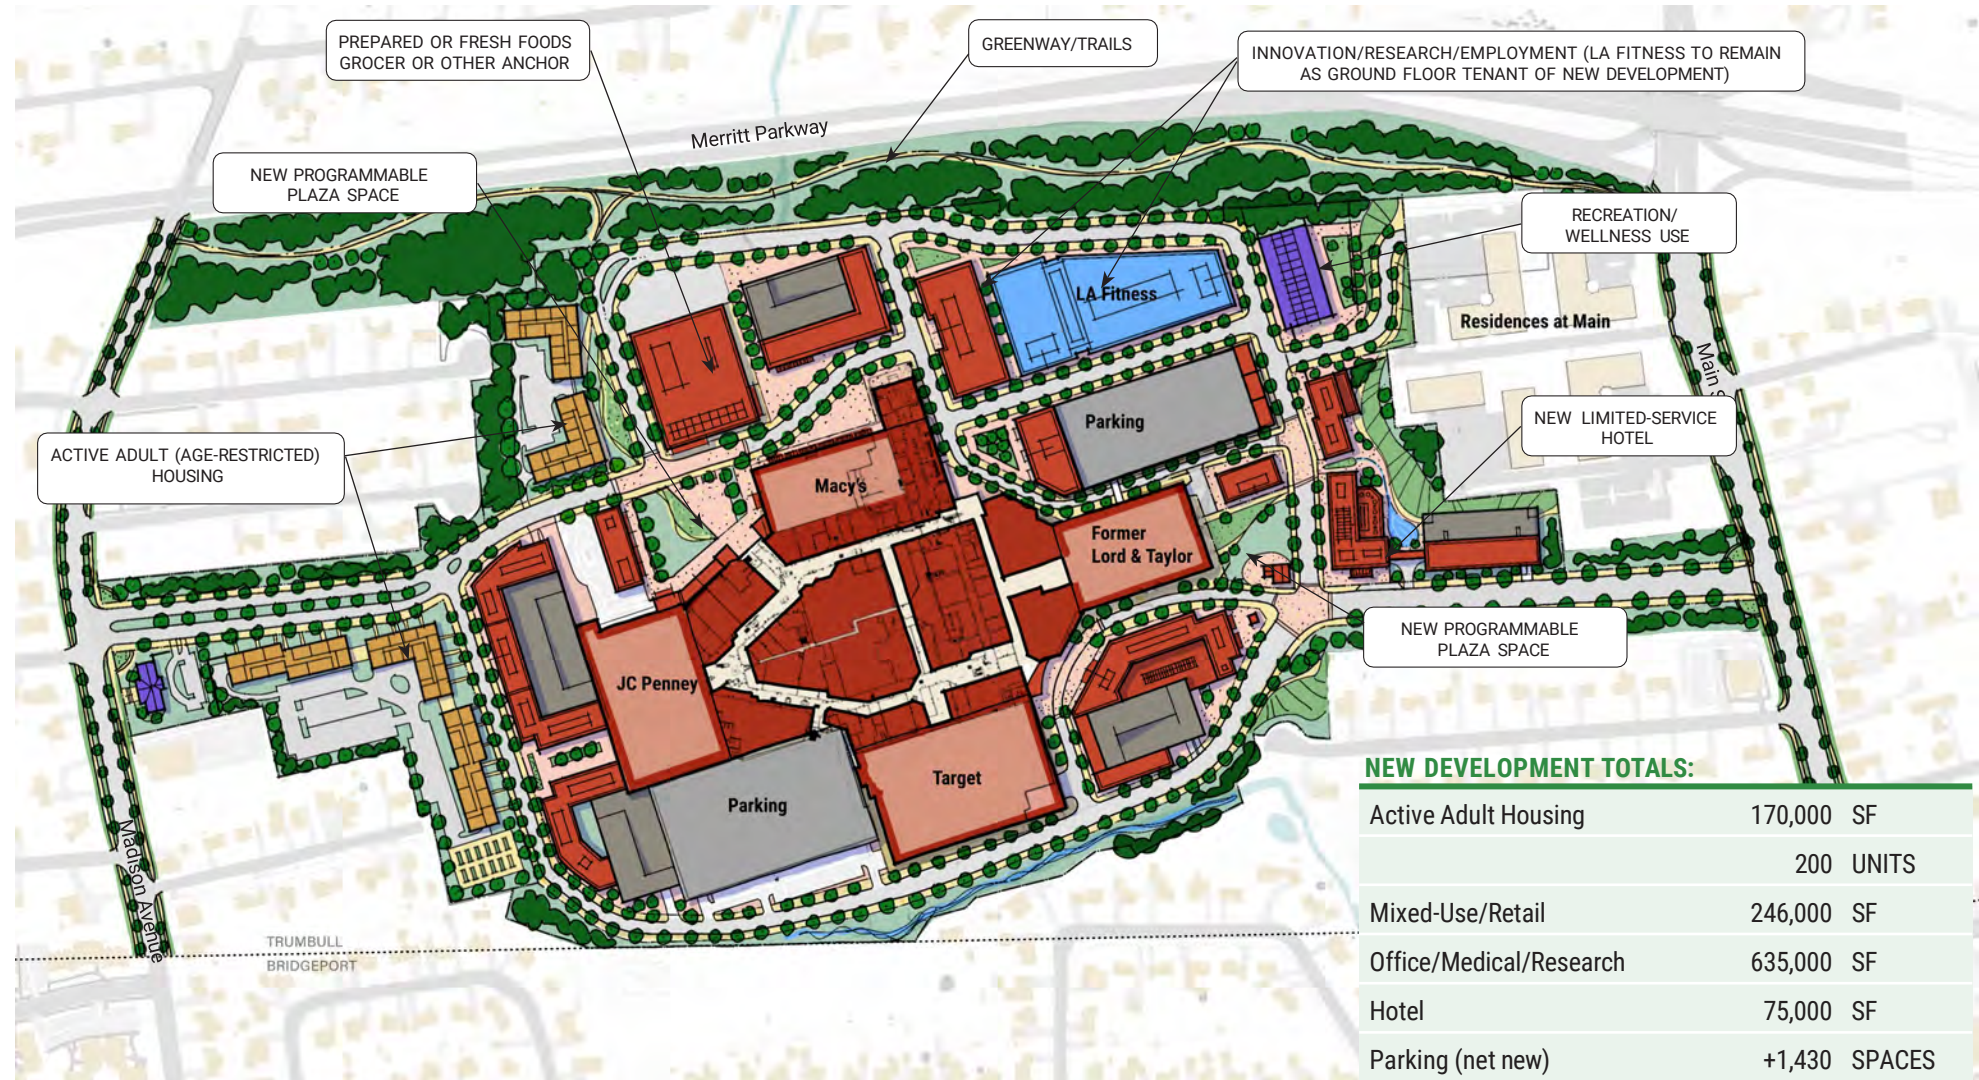 PREPARED OR FRESH FOODS
GROCER OR OTHER ANCHOR
GREENWAY/TRAILS
INNOVATION/RESEARCH/EMPLOYMENT (LA FITNESS TO REMAIN
AS GROUND FLOOR TENANT OF NEW DEVELOPMENT)
Merritt Parkway
NEW PROGRAMMABLE
PLAZA SPACE
RECREATION/
WELLNESS USE
LA Fitness
Residences at Main
Main S
Parking
NEW LIMITED-SERVICE
HOTEL
ACTIVE ADULT (AGE-RESTRICTED)
HOUSING
Macy's
Former
Lord & Taylor
NEW PROGRAMMABLE
PLAZA SPACE
JC Penney
Target
Parking
Madison Avenue
TRUMBULL
BRIDGEPORT
NEW DEVELOPMENT TOTALS:
Active Adult Housing 170,000 SF
200 UNITS
Mixed-Use/Retail 246,000 SF
Office/Medical/Research 635,000 SF
Hotel 75,000 SF
Parking (net new) +1,430 SPACES